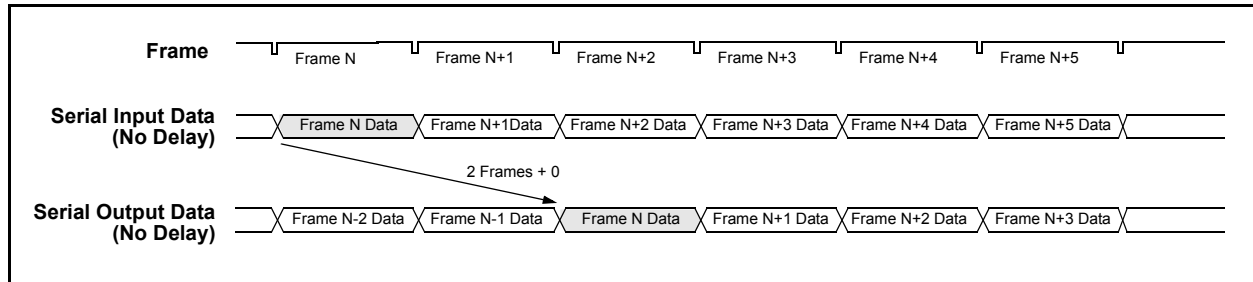 Frame
Frame N Frame N+1 Frame N+2 Frame N+3 Frame N+4 Frame N+5
Serial Input Data
(No Delay)
Frame N Data Frame N+1Data Frame N+2 Data Frame N+3 Data Frame N+4 Data Frame N+5 Data
2 Frames + 0
Serial Output Data
(No Delay)
Frame N-2 Data Frame N-1 Data Frame N Data Frame N+1 Data Frame N+2 Data Frame N+3 Data